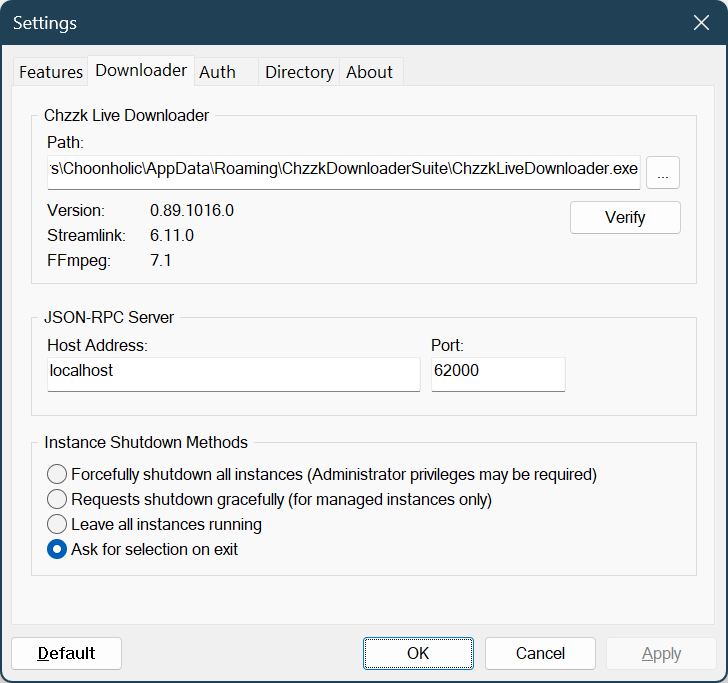 Settings
Features Downloader Auth Directory About
Chzzk Live Downloader
Path:
s\Choonholic\AppData\Roaming\ChzzkDownloaderSuite\ChzzkLiveDownloader.exe ...
Version: 0.89.1016.0 Verify
Streamlink: 6.11.0
FFmpeg: 7.1
JSON-RPC Server
Host Address: Port:
localhost 62000
Instance Shutdown Methods
Forcefully shutdown all instances (Administrator privileges may be required)
Requests shutdown gracefully (for managed instances only)
Leave all instances running
Ask for selection on exit
Default OK Cancel Apply